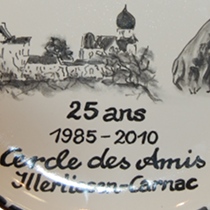 25 ans
1985-2010
Cercle des Amis
Illertissen-Carnac